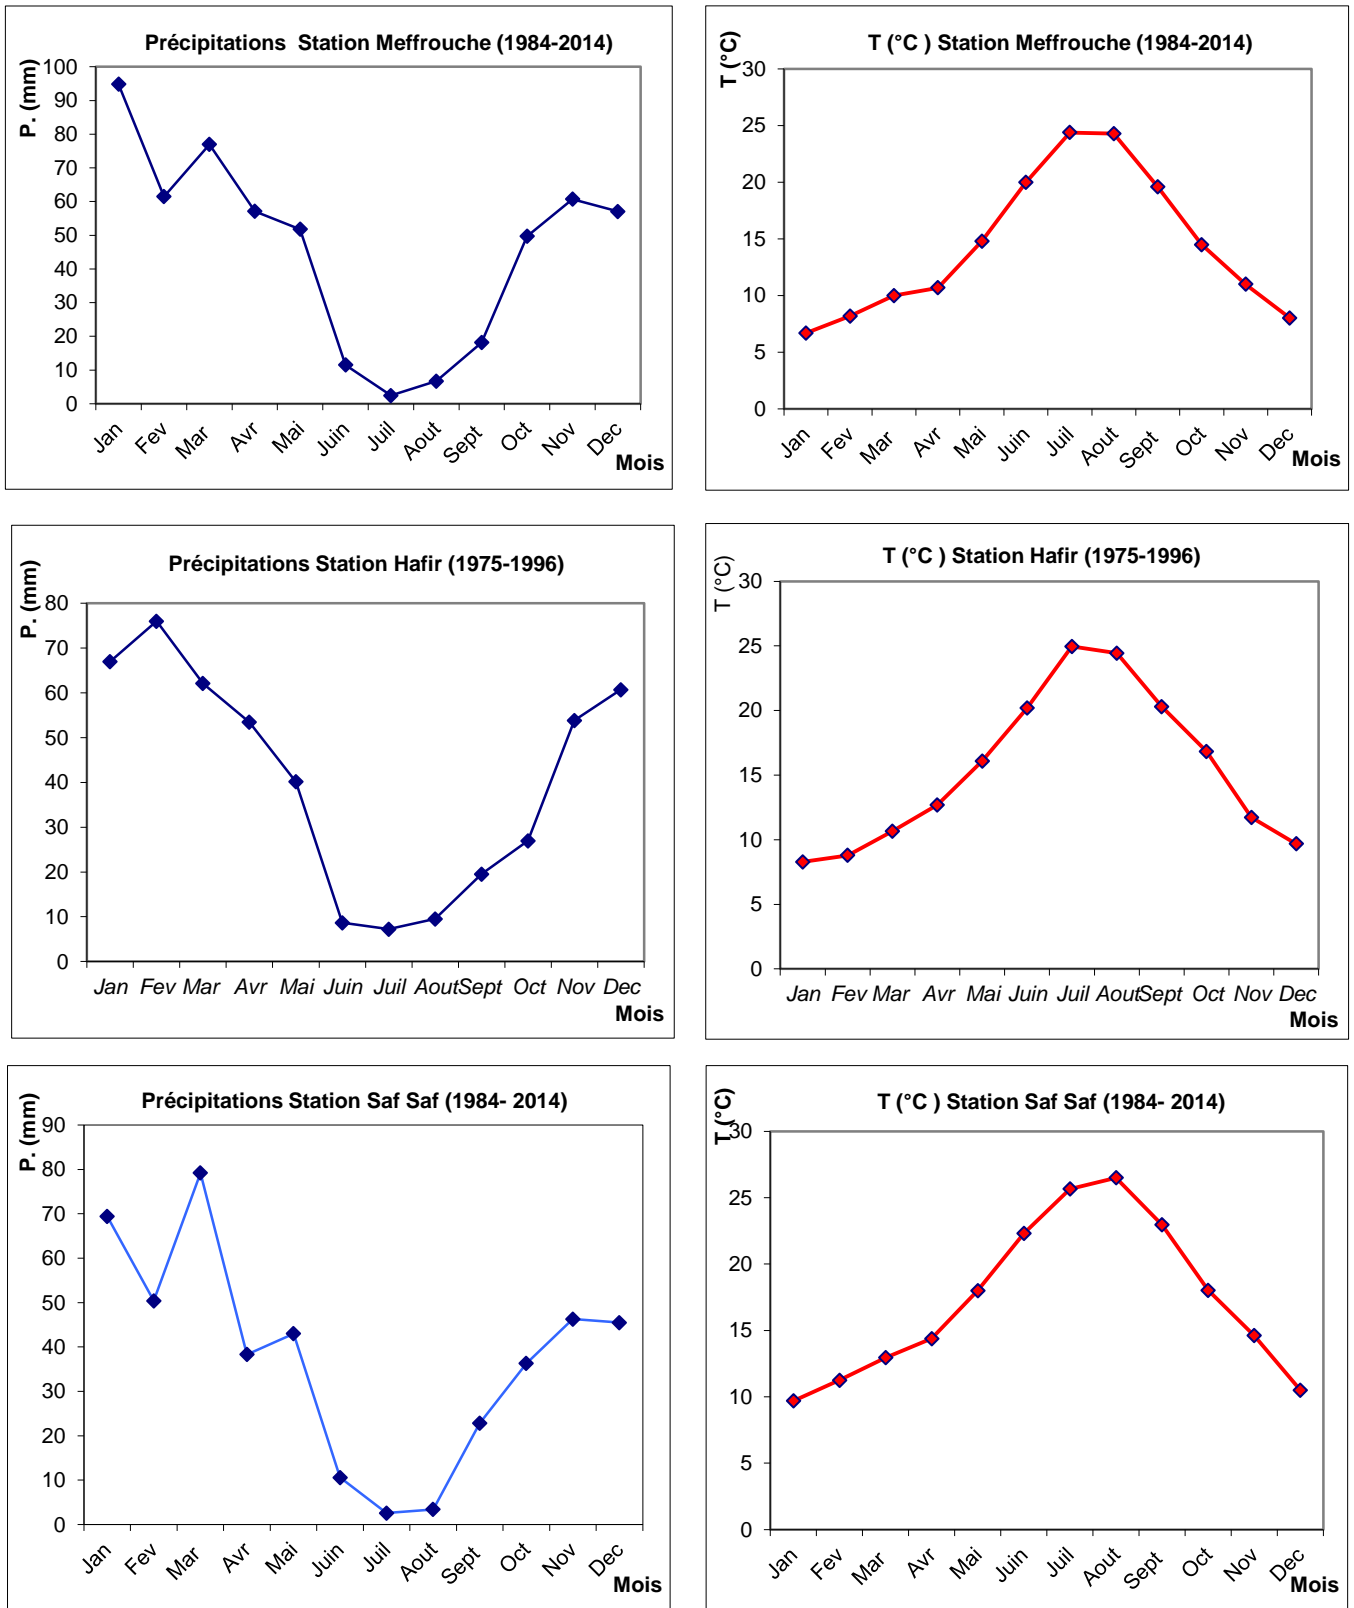 Précipitations  Station Meffrouche (1984-2014)
P. (mm)
100
90
80
70
60
50
40
30
20
10
0
Jan Fev Mar Avr Mai Juin Juil Aout Sept Oct Nov Dec
Mois
T (°C ) Station Meffrouche (1984-2014)
T (°C)
30
25
20
15
10
5
0
Jan Fev Mar Avr Mai Juin Juil Aout Sept Oct Nov Dec
Mois
Précipitations Station Hafir (1975-1996)
P. (mm)
80
70
60
50
40
30
20
10
0
Jan Fev Mar Avr Mai Juin Juil Aout Sept Oct Nov Dec
Mois
T (°C ) Station Hafir (1975-1996)
T (°C)
30
25
20
15
10
5
0
Jan Fev Mar Avr Mai Juin Juil Aout Sept Oct Nov Dec
Mois
Précipitations Station Saf Saf (1984- 2014)
P. (mm)
90
80
70
60
50
40
30
20
10
0
Jan Fev Mar Avr Mai Juin Juil Aout Sept Oct Nov Dec
Mois
T (°C ) Station Saf Saf (1984- 2014)
T (°C)
30
25
20
15
10
5
0
Jan Fev Mar Avr Mai Juin Juil Aout Sept Oct Nov Dec
Mois